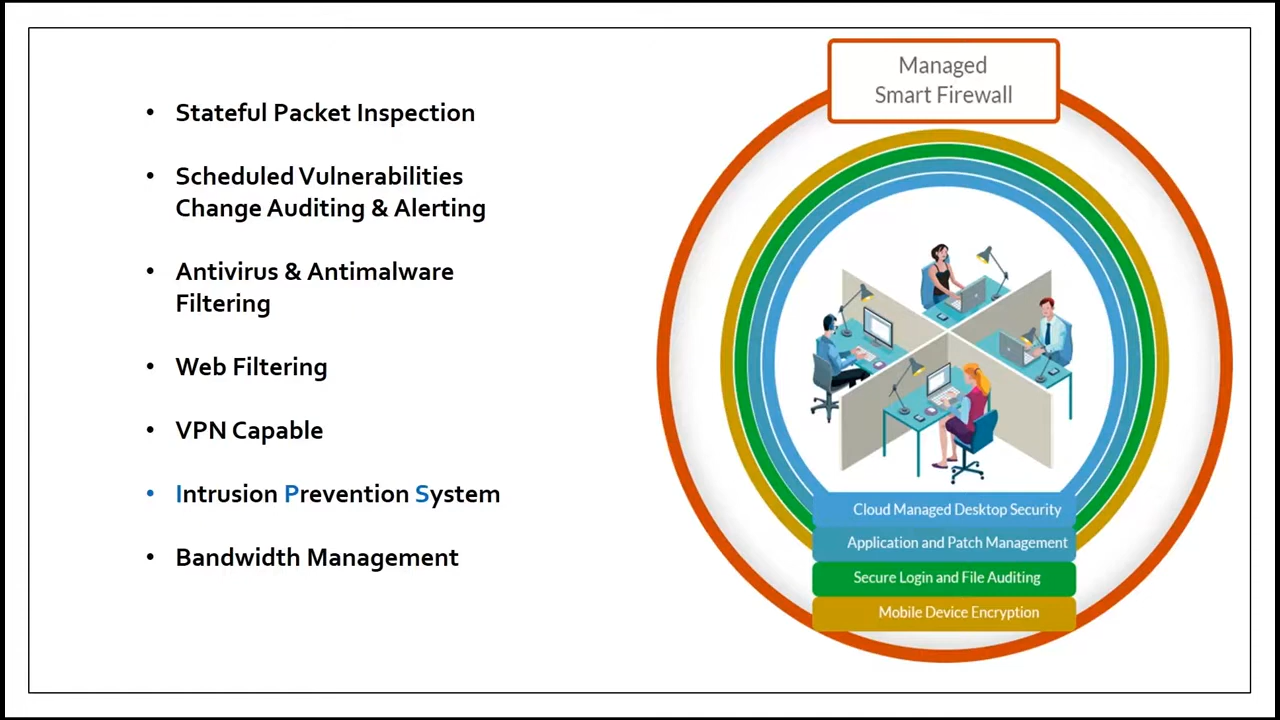 • Stateful Packet Inspection
• Scheduled Vulnerabilities
Change Auditing & Alerting
• Antivirus & Antimalware
Filtering
• Web Filtering
• VPN Capable
• Intrusion Prevention System
• Bandwidth Management
Managed
Smart Firewall
Cloud Managed Desktop Security
Application and Patch Management
Secure Login and File Auditing
Mobile Device Encryption